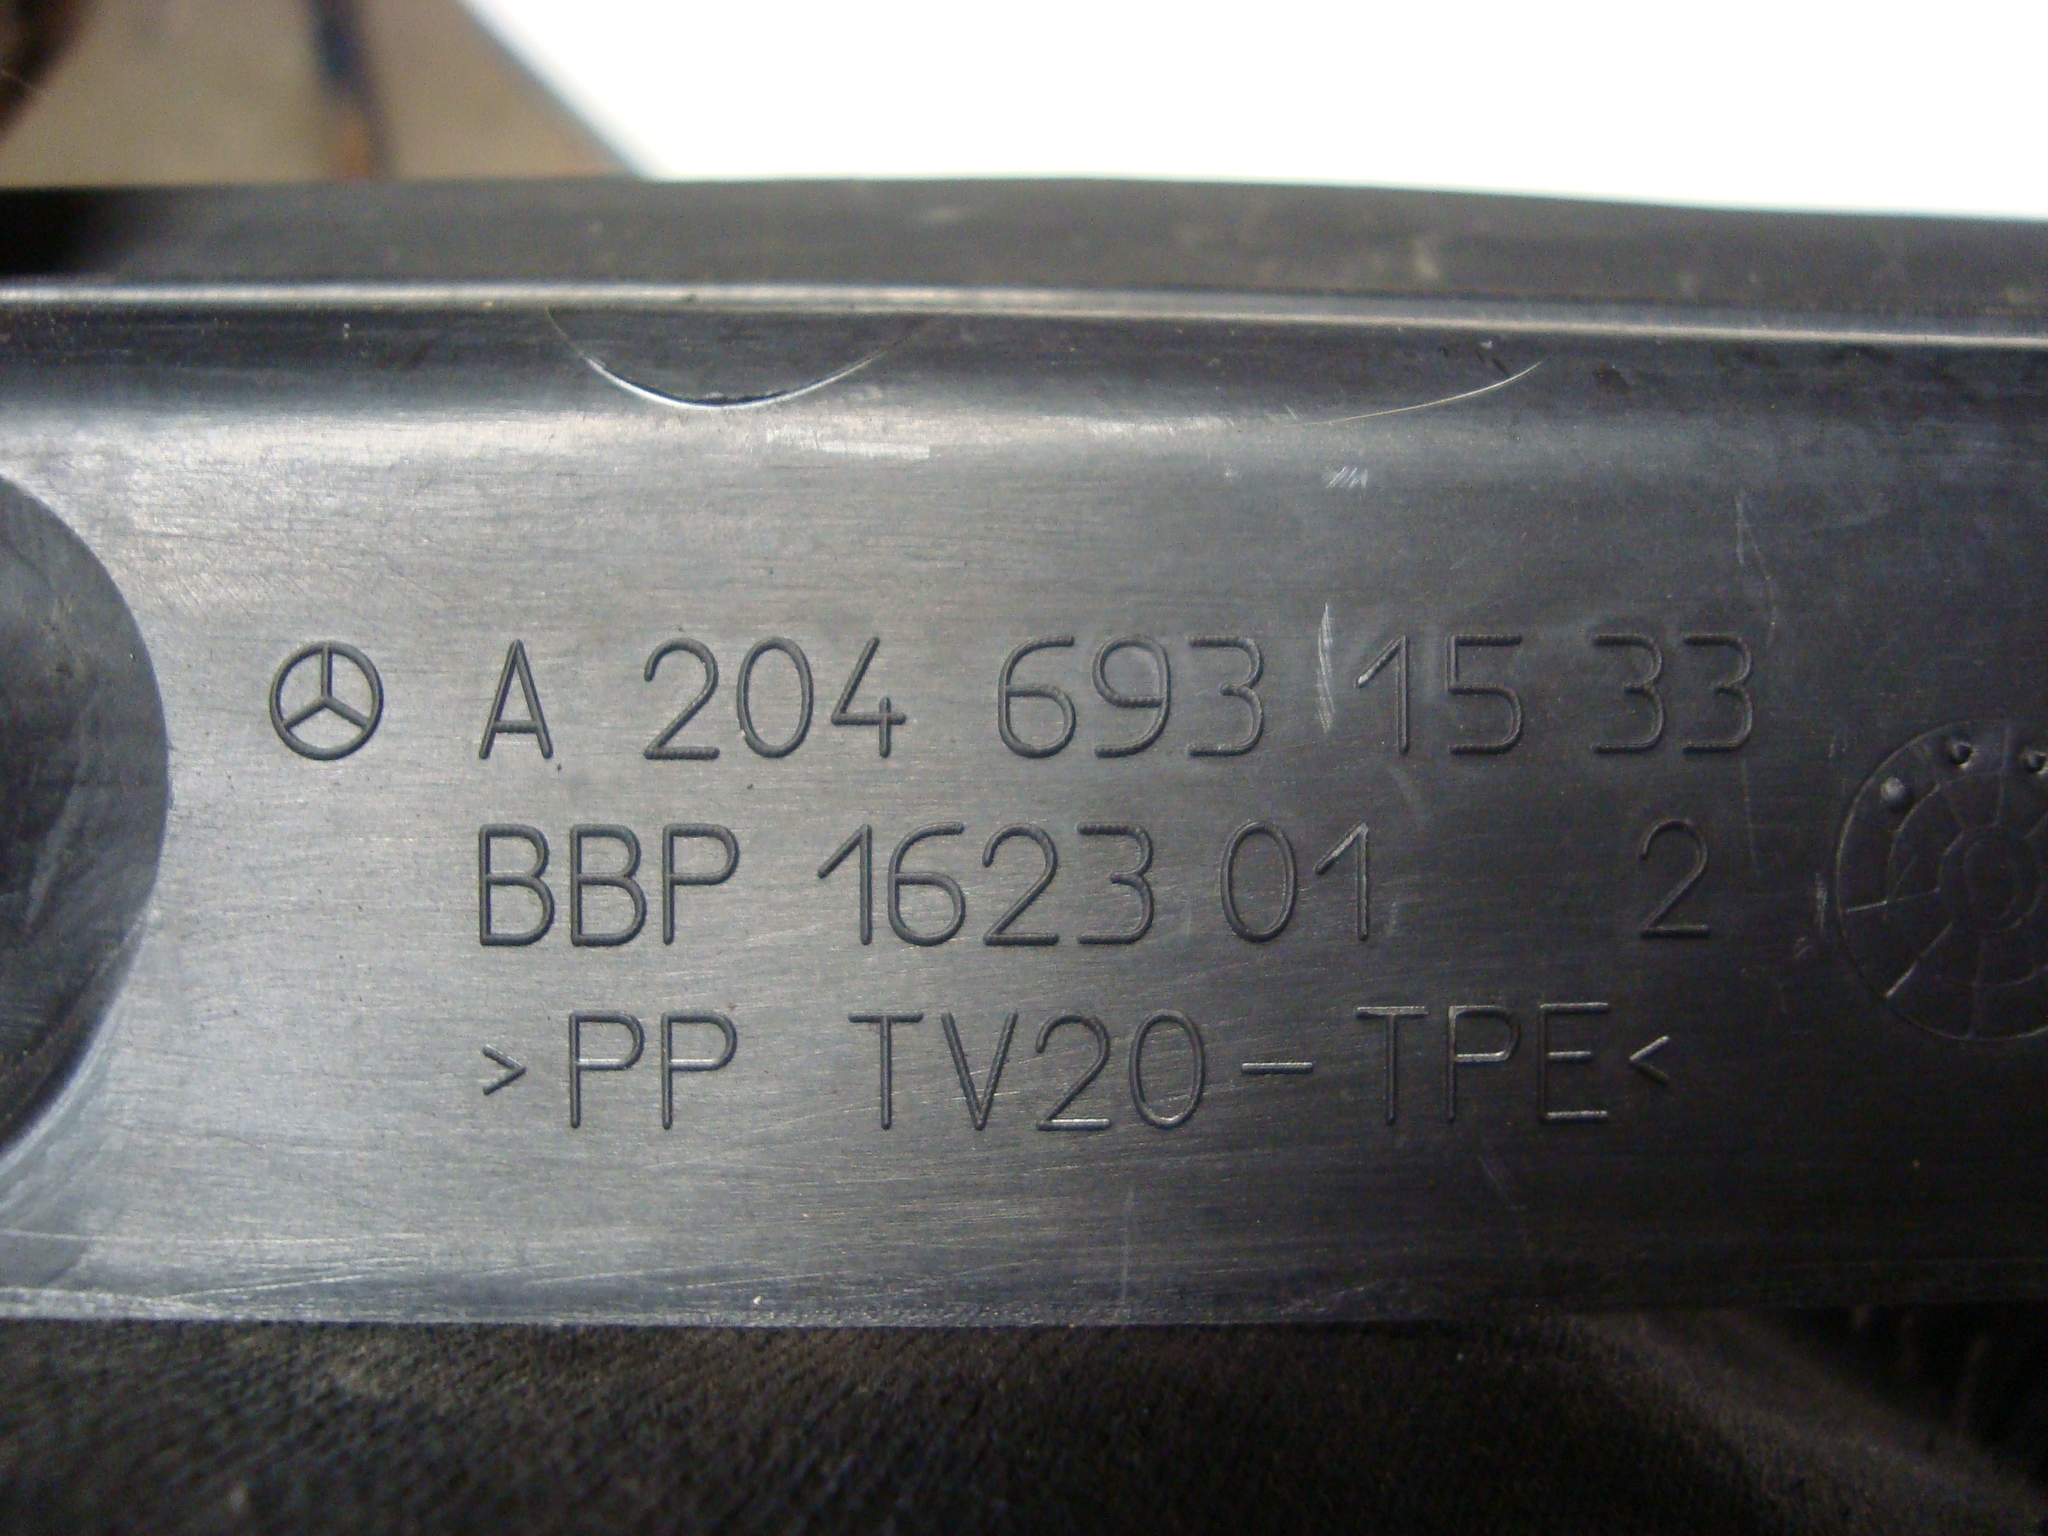 A 204 693 15 33
BBP 1623 01 2
>PP TV20-TPE<